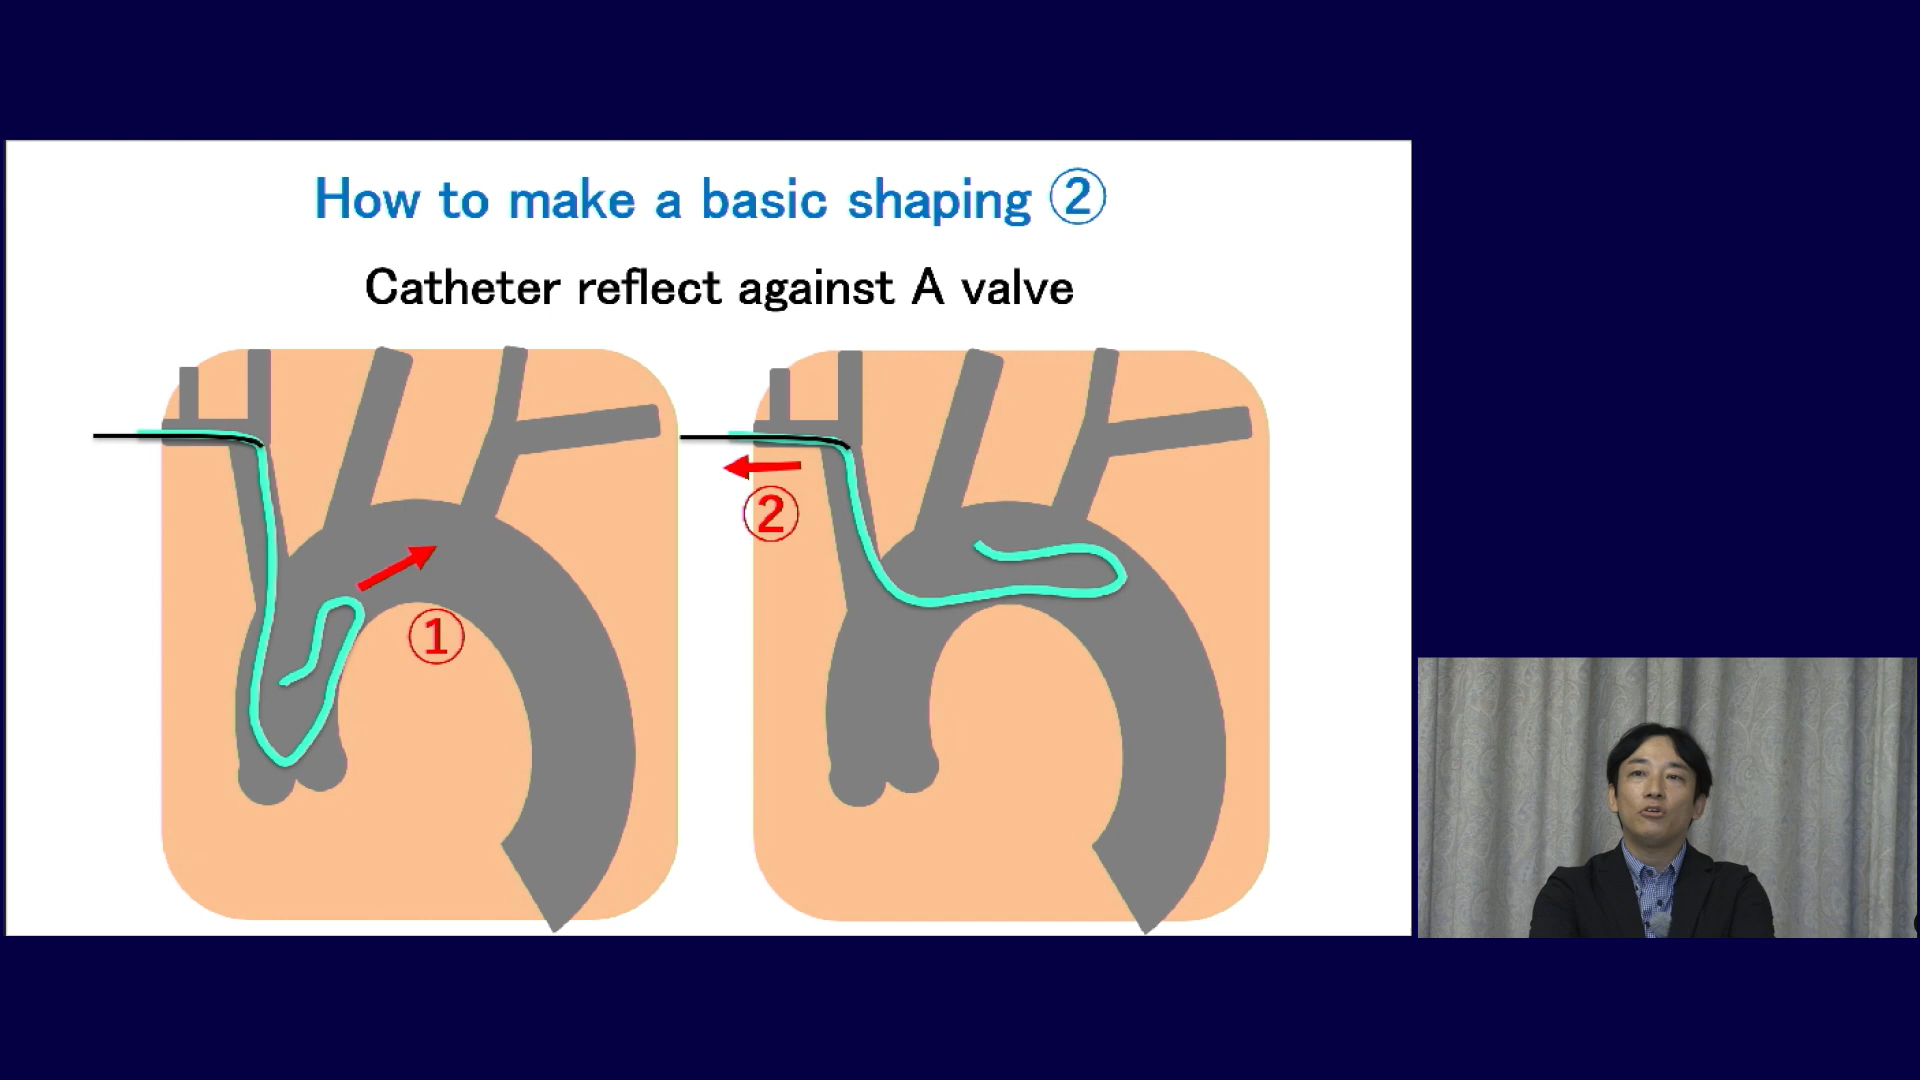 How to make a basic shaping ②
Catheter reflect against A valve
①
②